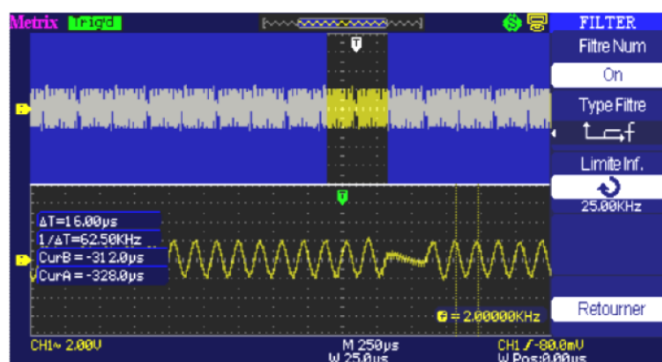 Metrix Trig'd FILTER
Filtre Num
On
Type Filtre
Limite Inf.
25.00KHz
Retourner
T
T
ΔT=16.00µs
1/ΔT=62.50KHz
CurB=-312.0µs
CurA=-328.0µs
f = 2.00000KHz
CH1~ 2.00V M 250µs CH1 -80.0mV
W 25.0µs W Pos:0.00µs